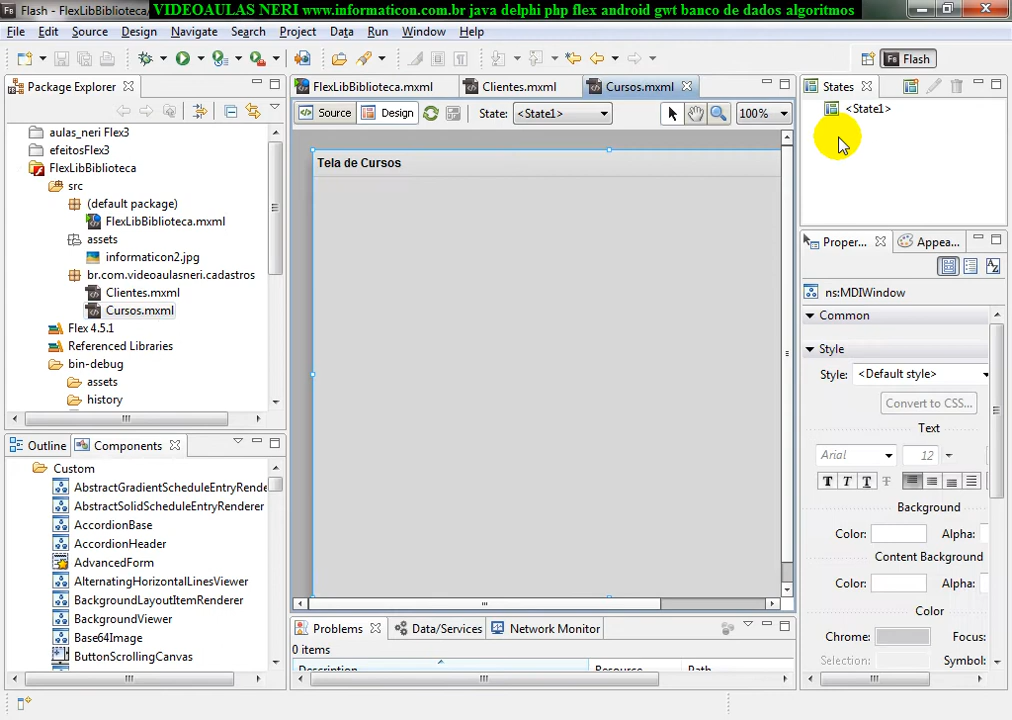 Flash - FlexLibBiblioteca/
VIDEOAULAS NERI www.informaticon.com.br java delphi php flex android gwt banco de dados algoritmos
File Edit Source Design Navigate Search Project Data Run Window Help
Flash
Package Explorer
aulas_neri Flex3
efeitosFlex3
FlexLibBiblioteca
src
(default package)
FlexLibBiblioteca.mxml
assets
informaticon2.jpg
br.com.videoaulasneri.cadastros
Clientes.mxml
Cursos.mxml
Flex 4.5.1
Referenced Libraries
bin-debug
assets
history
Outline Components
Custom
AbstractGradientScheduleEntryRende
AbstractSolidScheduleEntryRenderer
AccordionBase
AccordionHeader
AdvancedForm
AlternatingHorizontalLinesViewer
BackgroundLayoutItemRenderer
BackgroundViewer
Base64Image
ButtonScrollingCanvas
FlexLibBiblioteca.mxml Clientes.mxml Cursos.mxml
Source Design State: <State1> 100%
Tela de Cursos
Problems Data/Services Network Monitor
0 items
Description Resource Path
States
<State1>
Proper... Appea...
ns:MDIWindow
Common
Style
Style: <Default style>
Convert to CSS...
Text
Arial 12
T T T T
Background
Color: Alpha:
Content Background
Color: Alpha:
Color
Chrome: Focus:
Selection: Symbol: